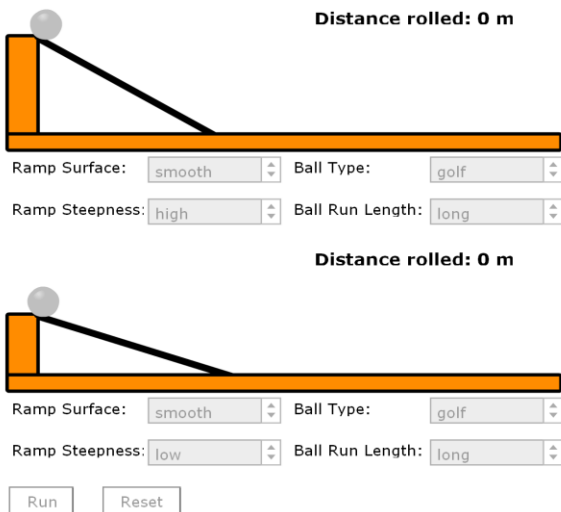 Distance rolled: 0 m
Ramp Surface: smooth Ball Type: golf
Ramp Steepness: high Ball Run Length: long
Distance rolled: 0 m
Ramp Surface: smooth Ball Type: golf
Ramp Steepness: low Ball Run Length: long
Run Reset